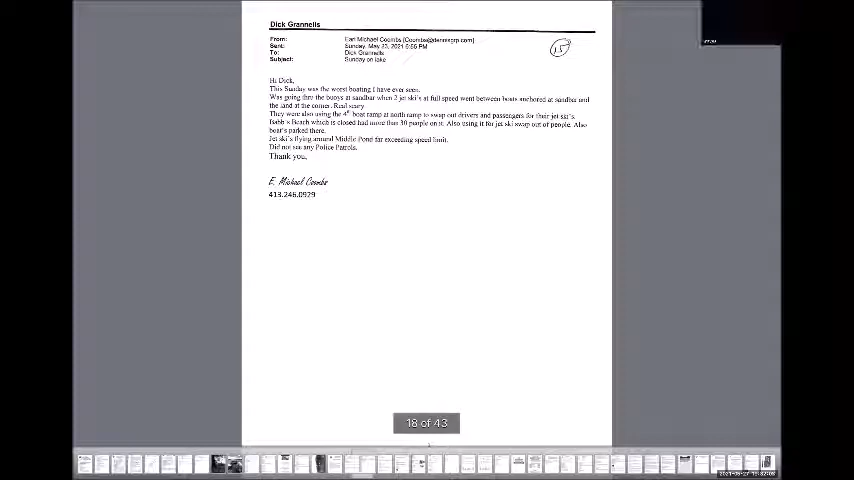 Dick Grannells
From: Earl Michael Coombs [Coombs@dennisgrp.com]
Sent: Sunday, May 23, 2021 6:56 PM
To: Dick Grannells
Subject: Sunday on lake
15
Hi Dick,
This Sunday was the worst boating I have ever seen.
Was going thru the buoys at sandbar when 2 jet ski's at full speed went between boats anchored at sandbar and
the land at the corner. Real scary.
They were also using the 4th boat ramp at north ramp to swap out drivers and passengers for their jet ski's.
Babb's Beach which is closed had more than 30 people on it. Also using it for jet ski swap out of people. Also
boat's parked there.
Jet ski's flying around Middle Pond far exceeding speed limit.
Did not see any Police Patrols.
Thank you,
E. Michael Coombs
413.246.0929
18 of 43